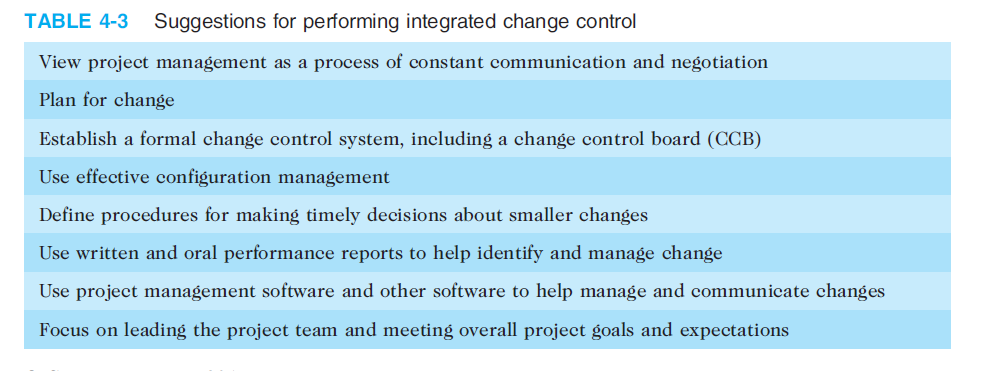 TABLE 4-3 Suggestions for performing integrated change control
View project management as a process of constant communication and negotiation
Plan for change
Establish a formal change control system, including a change control board (CCB)
Use effective configuration management
Define procedures for making timely decisions about smaller changes
Use written and oral performance reports to help identify and manage change
Use project management software and other software to help manage and communicate changes
Focus on leading the project team and meeting overall project goals and expectations